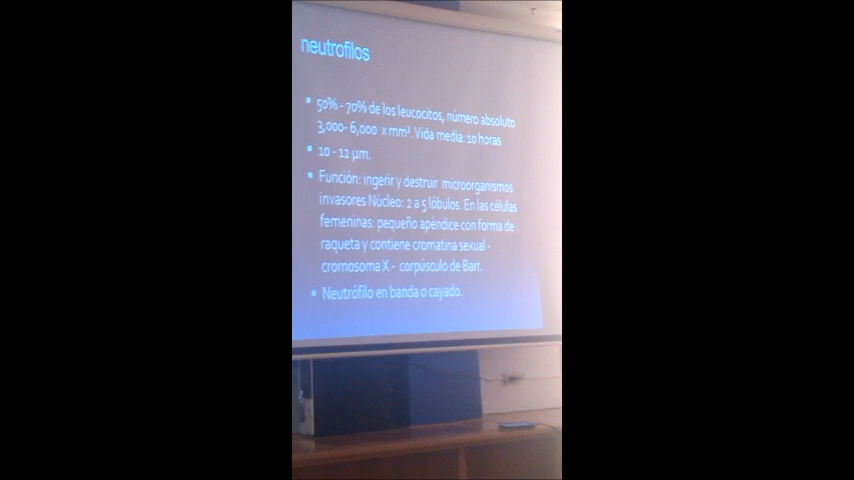 neutrofilos
▪ 50% - 70% de los leucocitos, número absoluto
3,000- 6,000 x mm³. Vida media: 10 horas
▪ 10 - 12 µm.
▪ Función: ingerir y destruir microorganismos
invasores Núcleo: 2 a 5 lóbulos. En las células
femeninas: pequeño apéndice con forma de
raqueta y contiene cromatina sexual -
cromosoma X - corpúsculo de Barr.
▪ Neutrófilo en banda o cayado.